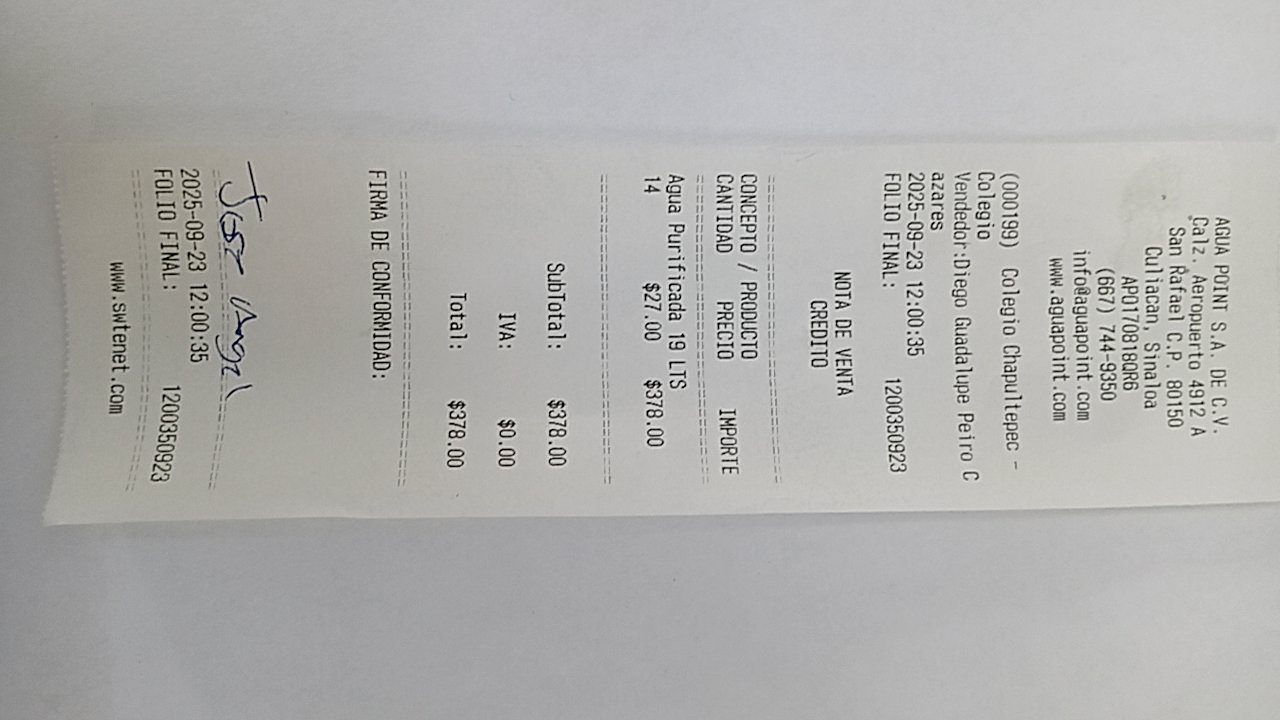 AGUA POINT S.A. DE C.V.
Calz. Aeropuerto 4912 A
San Rafael C.P. 80150
Culiacan, Sinaloa
APO170818QR6
(667) 744-9350
info@aguapoint.com
www.aguapoint.com
(000199) Colegio Chapultepec -
Colegio
Vendedor:Diego Guadalupe Peiro C
azares
2025-09-23 12:00:35
FOLIO FINAL: 1200350923
NOTA DE VENTA
CREDITO
CONCEPTO / PRODUCTO
CANTIDAD PRECIO IMPORTE
Agua Purificada 19 LTS
14 $27.00 $378.00
SubTotal: $378.00
IVA: $0.00
Total: $378.00
FIRMA DE CONFORMIDAD:
Jose Angel
2025-09-23 12:00:35
FOLIO FINAL: 1200350923
www.swtenet.com